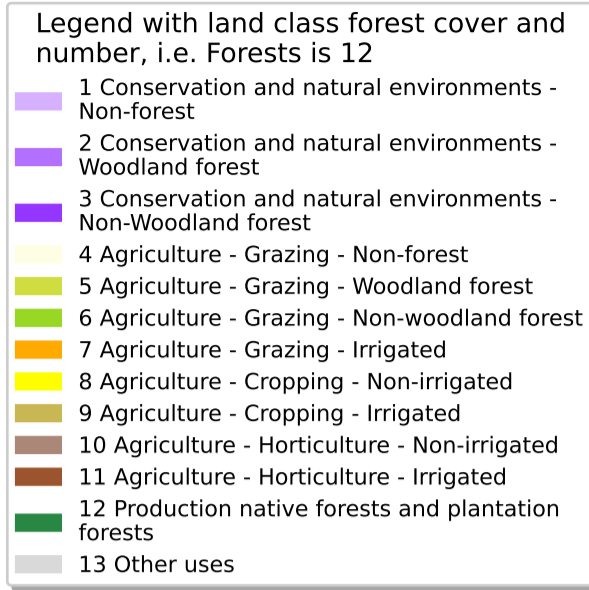 Legend with land class forest cover and
number, i.e. Forests is 12
1 Conservation and natural environments -
Non-forest
2 Conservation and natural environments -
Woodland forest
3 Conservation and natural environments -
Non-Woodland forest
4 Agriculture - Grazing - Non-forest
5 Agriculture - Grazing - Woodland forest
6 Agriculture - Grazing - Non-woodland forest
7 Agriculture - Grazing - Irrigated
8 Agriculture - Cropping - Non-irrigated
9 Agriculture - Cropping - Irrigated
10 Agriculture - Horticulture - Non-irrigated
11 Agriculture - Horticulture - Irrigated
12 Production native forests and plantation
forests
13 Other uses